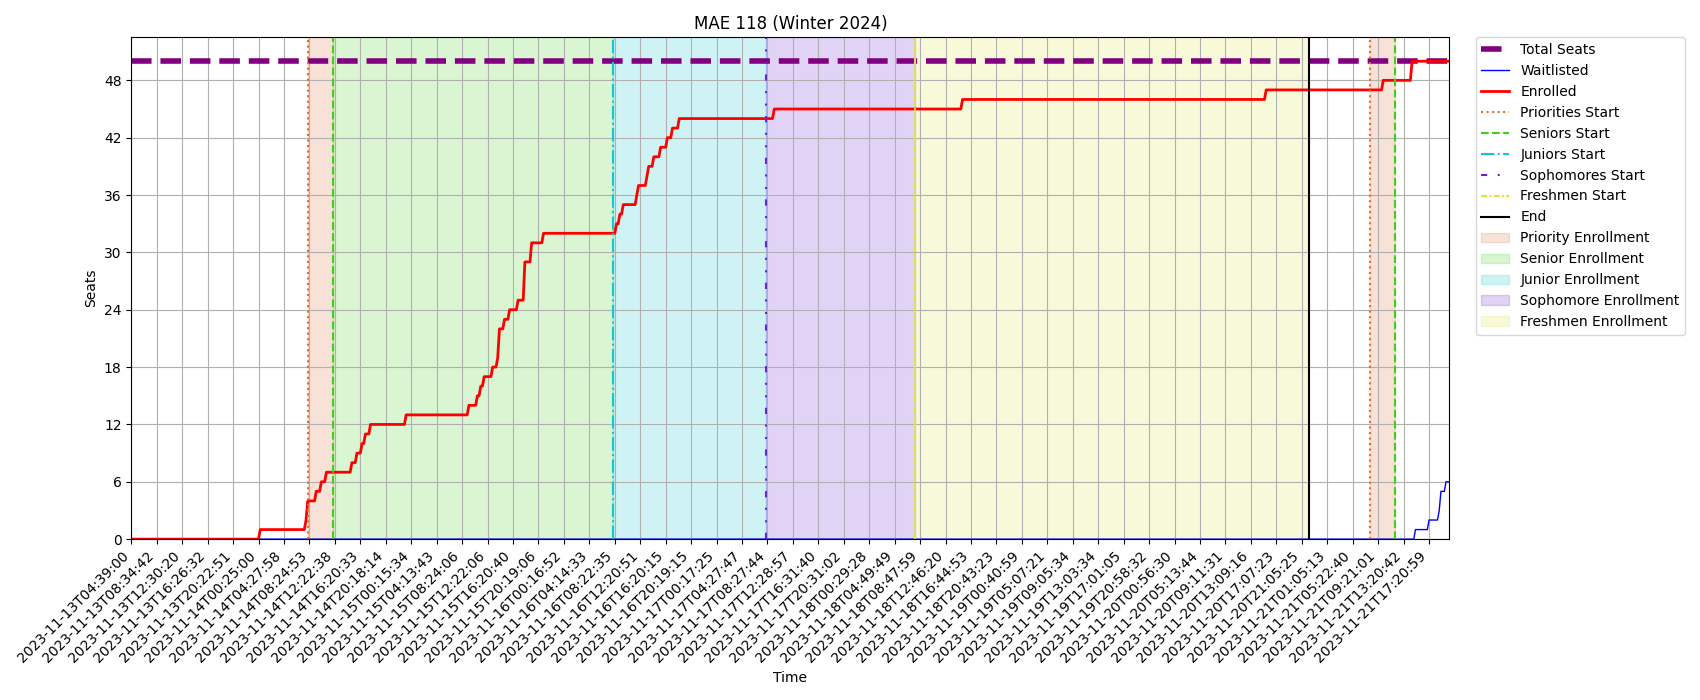 MAE 118 (Winter 2024)
Total Seats
Waitlisted
Enrolled
Priorities Start
Seniors Start
Juniors Start
Sophomores Start
Freshmen Start
End
Priority Enrollment
Senior Enrollment
Junior Enrollment
Sophomore Enrollment
Freshmen Enrollment
Seats
48
42
36
30
24
18
12
6
0
2023-11-13T04:39:00
2023-11-13T08:34:42
2023-11-13T12:30:20
2023-11-13T16:26:32
2023-11-13T20:22:51
2023-11-14T00:25:00
2023-11-14T04:27:58
2023-11-14T08:24:53
2023-11-14T12:22:38
2023-11-14T16:20:33
2023-11-14T20:18:14
2023-11-15T00:15:34
2023-11-15T04:13:43
2023-11-15T08:24:06
2023-11-15T12:22:06
2023-11-15T16:20:40
2023-11-15T20:19:06
2023-11-16T00:16:52
2023-11-16T04:14:33
2023-11-16T08:22:35
2023-11-16T12:20:51
2023-11-16T16:20:15
2023-11-16T20:19:15
2023-11-17T00:17:25
2023-11-17T04:27:47
2023-11-17T08:27:44
2023-11-17T12:28:57
2023-11-17T16:31:40
2023-11-17T20:31:02
2023-11-18T00:29:28
2023-11-18T04:49:49
2023-11-18T08:47:59
2023-11-18T12:46:20
2023-11-18T16:44:53
2023-11-18T20:43:23
2023-11-19T00:40:59
2023-11-19T05:07:21
2023-11-19T09:05:34
2023-11-19T13:03:34
2023-11-19T17:01:05
2023-11-19T20:58:32
2023-11-20T00:56:30
2023-11-20T05:13:44
2023-11-20T09:11:31
2023-11-20T13:09:16
2023-11-20T17:07:23
2023-11-20T21:05:25
2023-11-21T01:05:13
2023-11-21T05:22:40
2023-11-21T09:21:01
2023-11-21T13:20:42
2023-11-21T17:20:59
Time